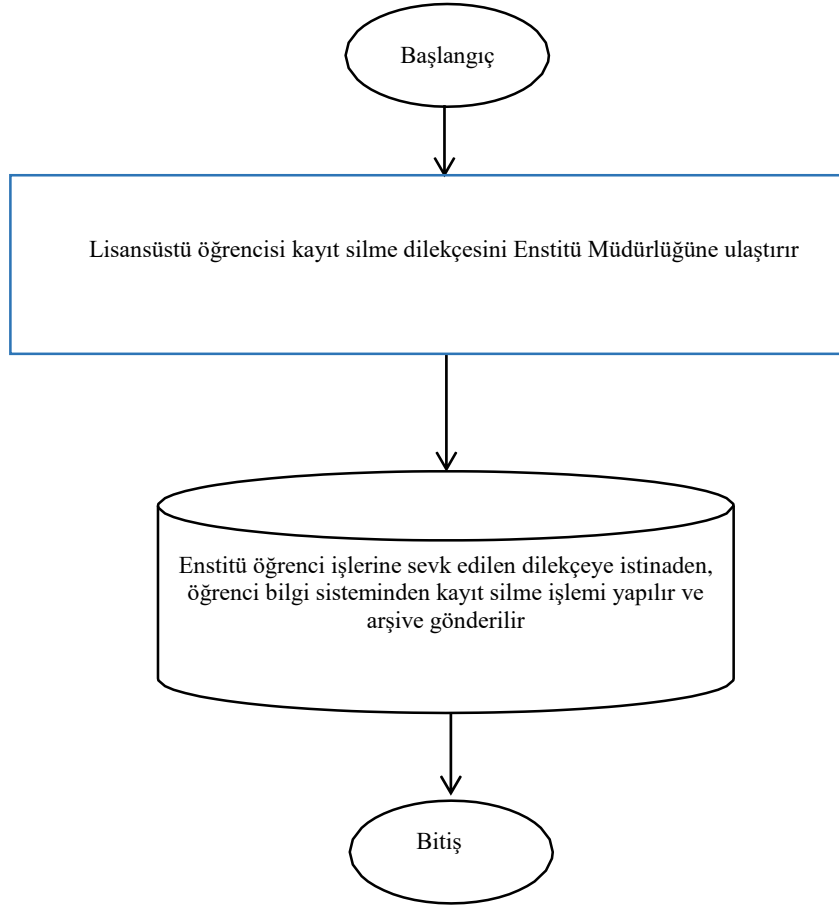 Başlangıç
Lisansüstü öğrencisi kayıt silme dilekçesini Enstitü Müdürlüğüne ulaştırır
Enstitü öğrenci işlerine sevk edilen dilekçeye istinaden,
öğrenci bilgi sisteminden kayıt silme işlemi yapılır ve
arşive gönderilir
Bitiş